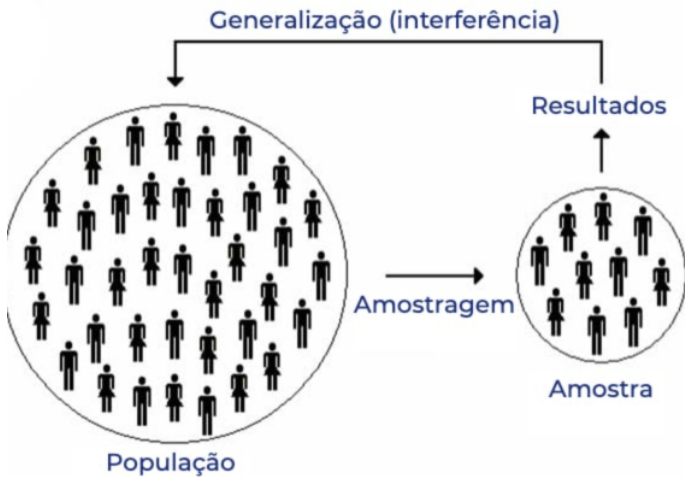 Generalização (interferência)
Resultados
Amostragem
Amostra
População